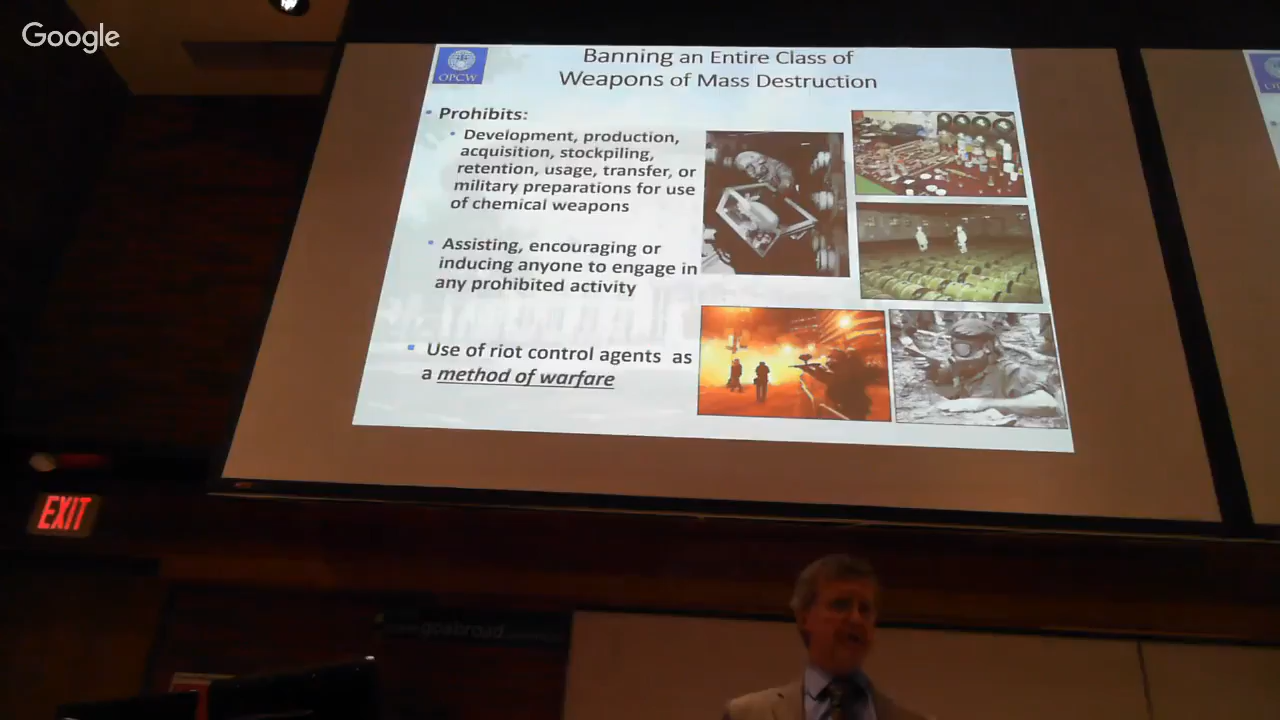 Google
OPCW
Banning an Entire Class of
Weapons of Mass Destruction
Prohibits:
Development, production,
acquisition, stockpiling,
retention, usage, transfer, or
military preparations for use
of chemical weapons
Assisting, encouraging or
inducing anyone to engage in
any prohibited activity
Use of riot control agents as
a method of warfare
EXIT
goabroad